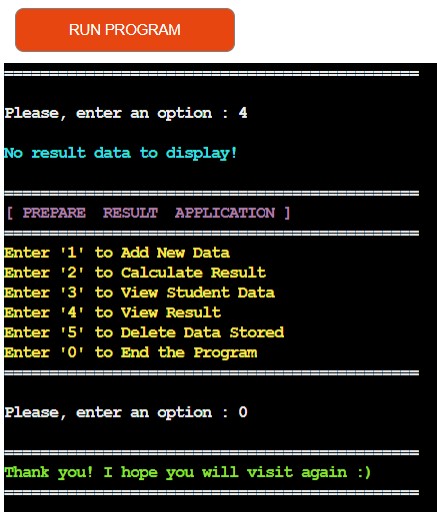 RUN PROGRAM
==============================================
Please, enter an option : 4
No result data to display!
==============================================
[ PREPARE  RESULT  APPLICATION ]
==============================================
Enter '1' to Add New Data
Enter '2' to Calculate Result
Enter '3' to View Student Data
Enter '4' to View Result
Enter '5' to Delete Data Stored
Enter '0' to End the Program
==============================================
Please, enter an option : 0
==============================================
Thank you! I hope you will visit again :)
==============================================